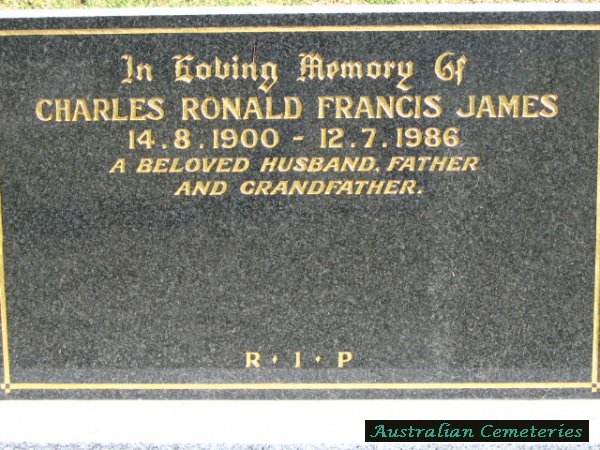 In Loving Memory Of
CHARLES RONALD FRANCIS JAMES
14.8.1900 - 12.7.1986
A BELOVED HUSBAND, FATHER
AND GRANDFATHER.
R · I · P
Australian Cemeteries